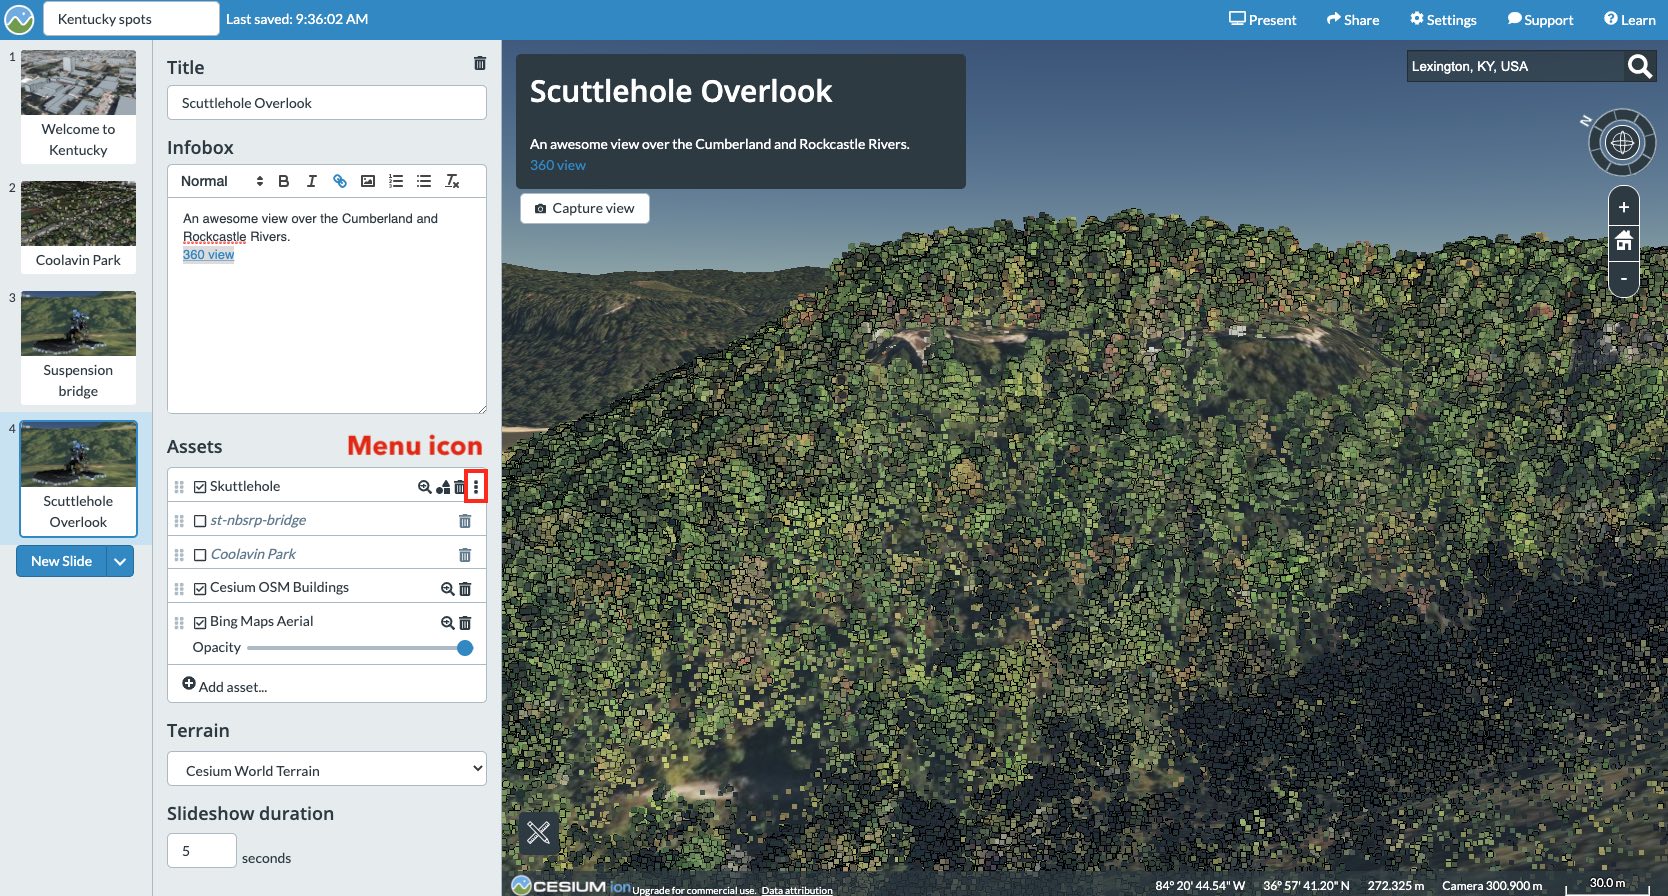 Kentucky spots
Last saved: 9:36:02 AM
Present
Share
Settings
Support
Learn
1
Welcome to
Kentucky
2
Coolavin Park
3
Suspension
bridge
4
Scuttlehole
Overlook
New Slide
Title
Scuttlehole Overlook
Infobox
Normal
B
I
An awesome view over the Cumberland and
Rockcastle Rivers.
360 view
Assets
Menu icon
Skuttlehole
st-nbsrp-bridge
Coolavin Park
Cesium OSM Buildings
Bing Maps Aerial
Opacity
Add asset...
Terrain
Cesium World Terrain
Slideshow duration
5
seconds
Scuttlehole Overlook
An awesome view over the Cumberland and Rockcastle Rivers.
360 view
Capture view
Lexington, KY, USA
N
+
-
CESIUM ion
Upgrade for commercial use. Data attribution
84° 20' 44.54" W
36° 57' 41.20" N
272.325 m
Camera 300.900 m
30.0 m